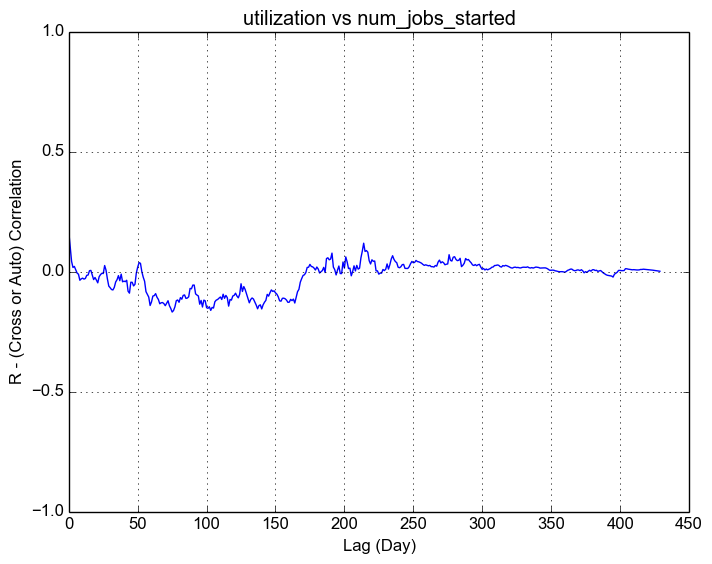 utilization vs num_jobs_started
1.0
0.5
0.0
−0.5
−1.0
R - (Cross or Auto) Correlation
0 50 100 150 200 250 300 350 400 450
Lag (Day)